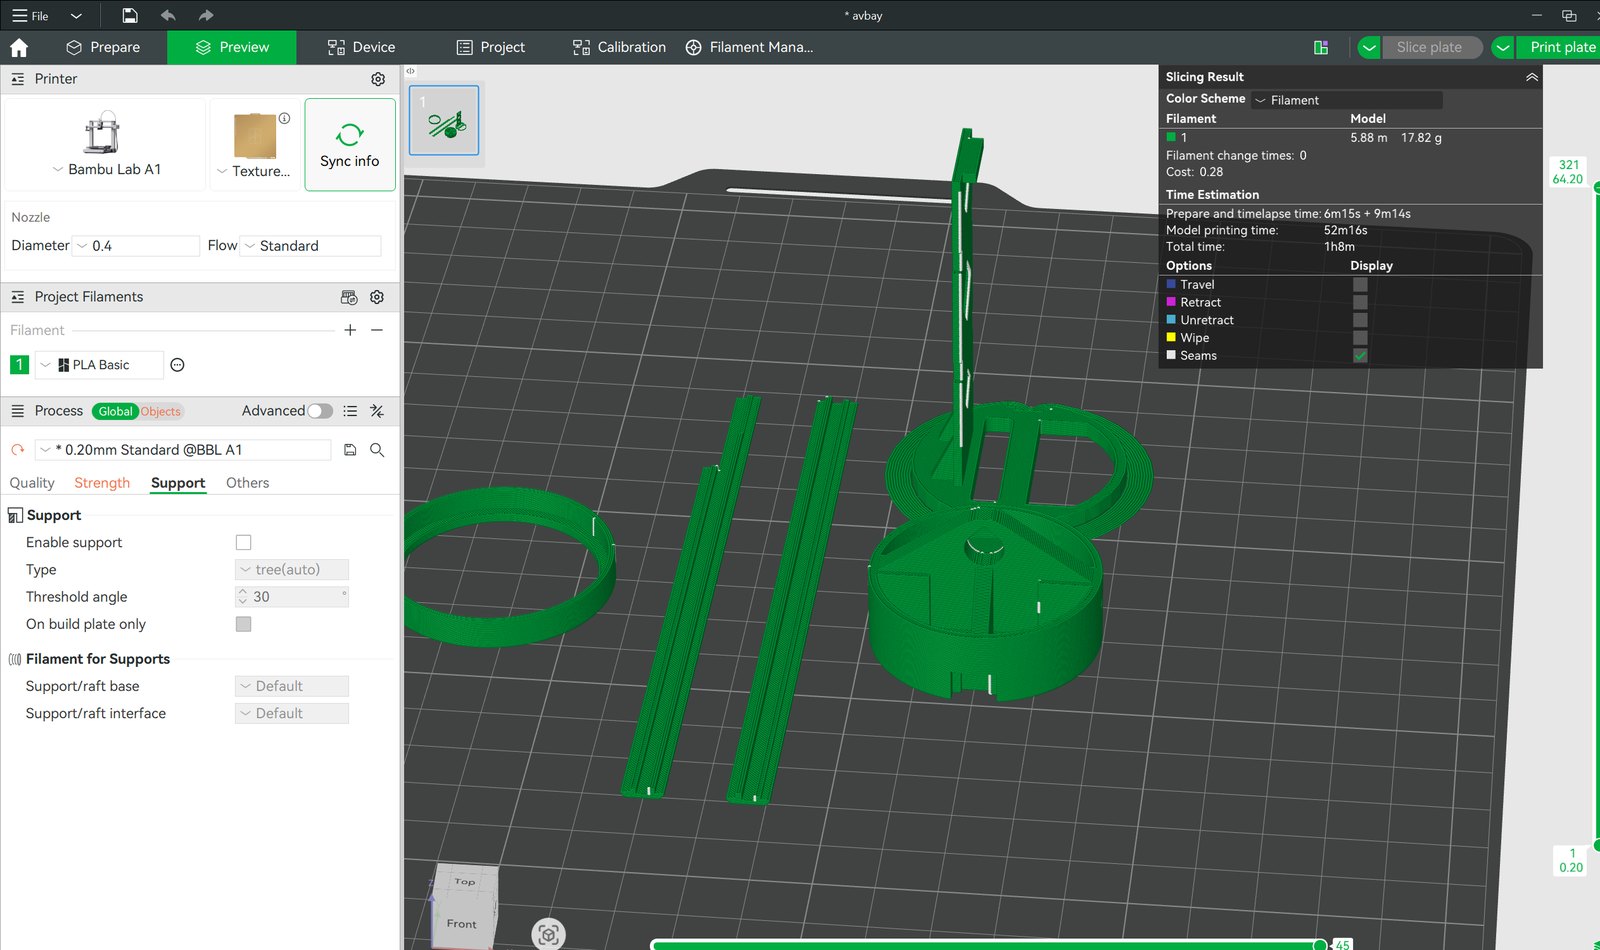 File
* avbay
Prepare
Preview
Device
Project
Calibration
Filament Mana...
Slice plate
Print plate
Printer
Bambu Lab A1
Texture...
Sync info
Nozzle
Diameter 0.4 Flow Standard
Project Filaments
Filament
1 PLA Basic
Process Global Objects Advanced
* 0.20mm Standard @BBL A1
Quality Strength Support Others
Support
Enable support
Type tree(auto)
Threshold angle 30 °
On build plate only
Filament for Supports
Support/raft base Default
Support/raft interface Default
1
Slicing Result
Color Scheme Filament
Filament Model
1 5.88 m 17.82 g
Filament change times: 0
Cost: 0.28
Time Estimation
Prepare and timelapse time: 6m15s + 9m14s
Model printing time: 52m16s
Total time: 1h8m
Options Display
Travel
Retract
Unretract
Wipe
Seams
321
64.20
1
0.20
Top
Front
45